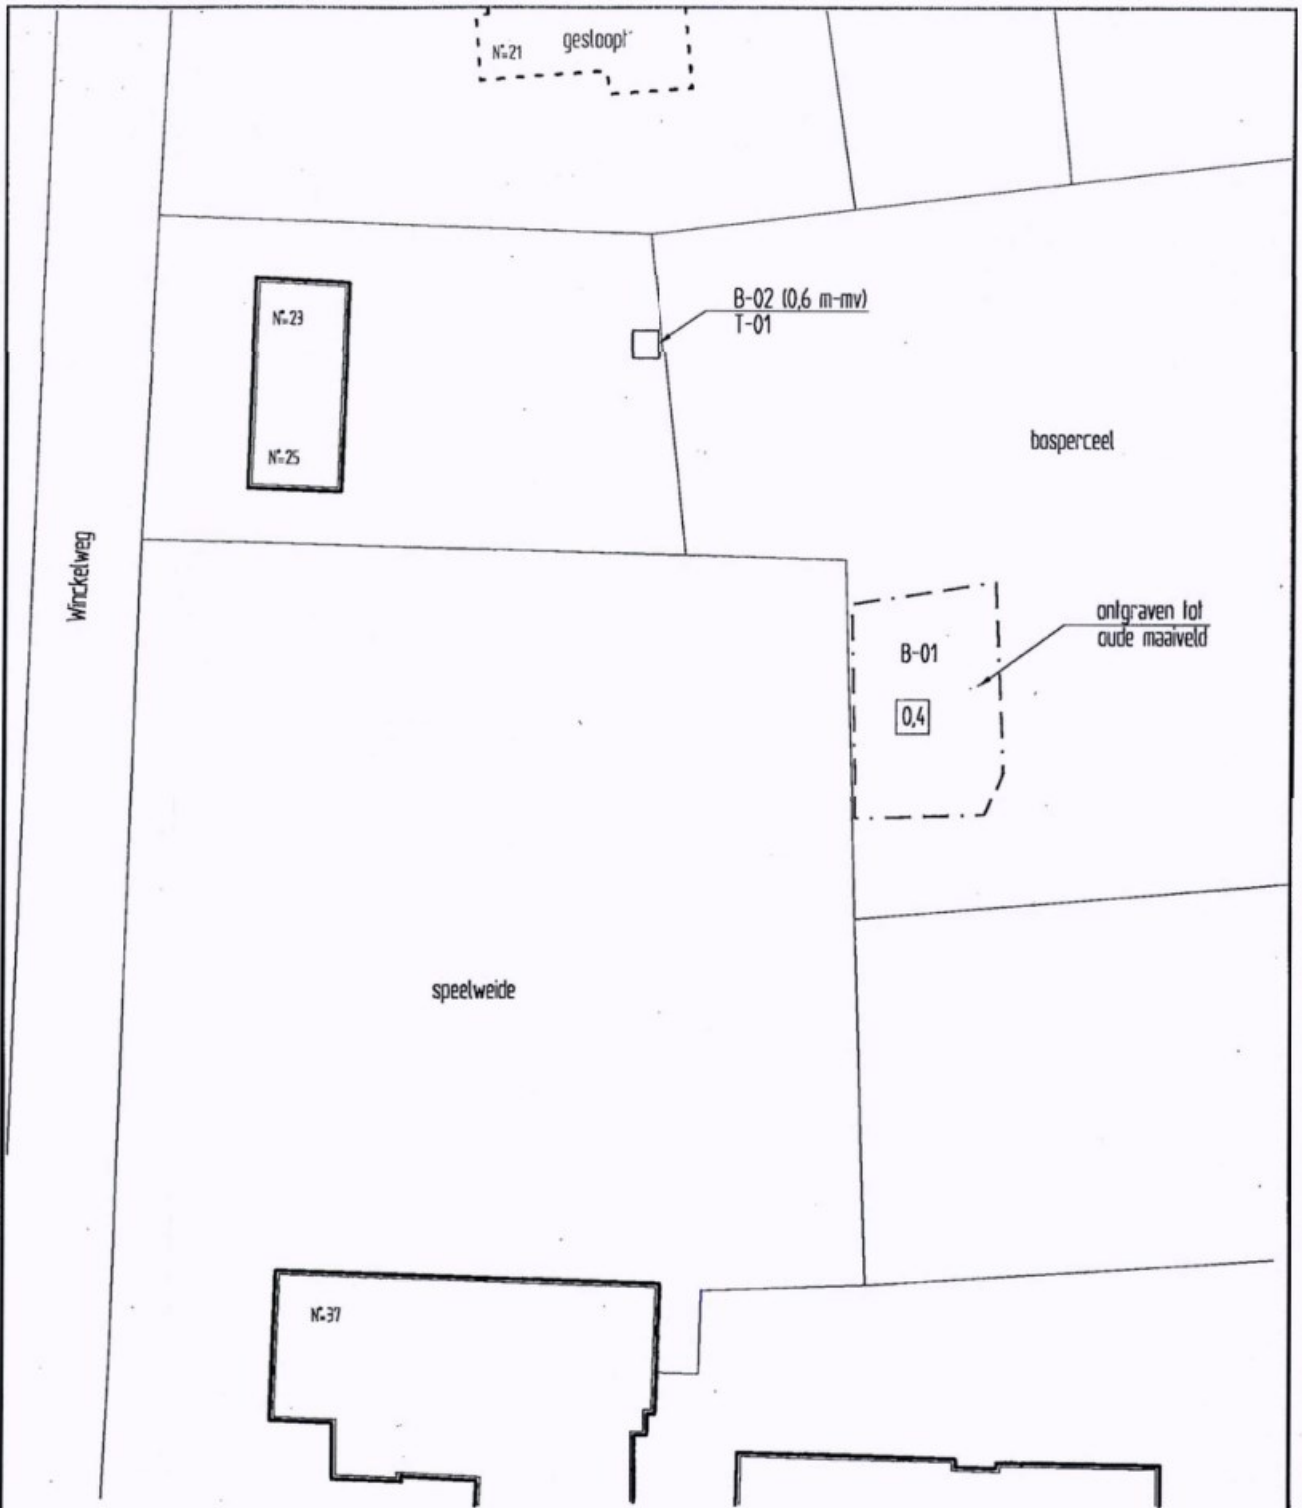 gesloopt
N°=21
B-02 (0,6 m-mv)
T-01
N°=23
bosperceel
N°=25
Winckelweg
ontgraven tot
oude maaiveld
B-01
0,4
speelweide
N°=37